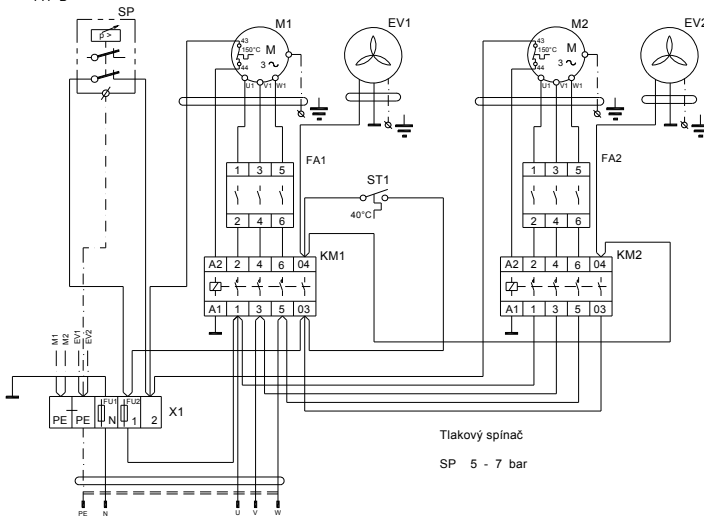 SP
p >
M1
43
150°C
M
44
3 ~
U1 V1 W1
EV1
M2
43
150°C
M
44
3 ~
U1 V1 W1
EV2
FA1
1 3 5
2 4 6
ST1
40°C
FA2
1 3 5
2 4 6
KM1
A2 2 4 6 04
A1 1 3 5 03
KM2
A2 2 4 6 04
A1 1 3 5 03
M1
M2
EV1
EV2
FU1
FU2
PE PE N 1 2
X1
Tlakový spínač
SP 5 - 7 bar
PE N U V W